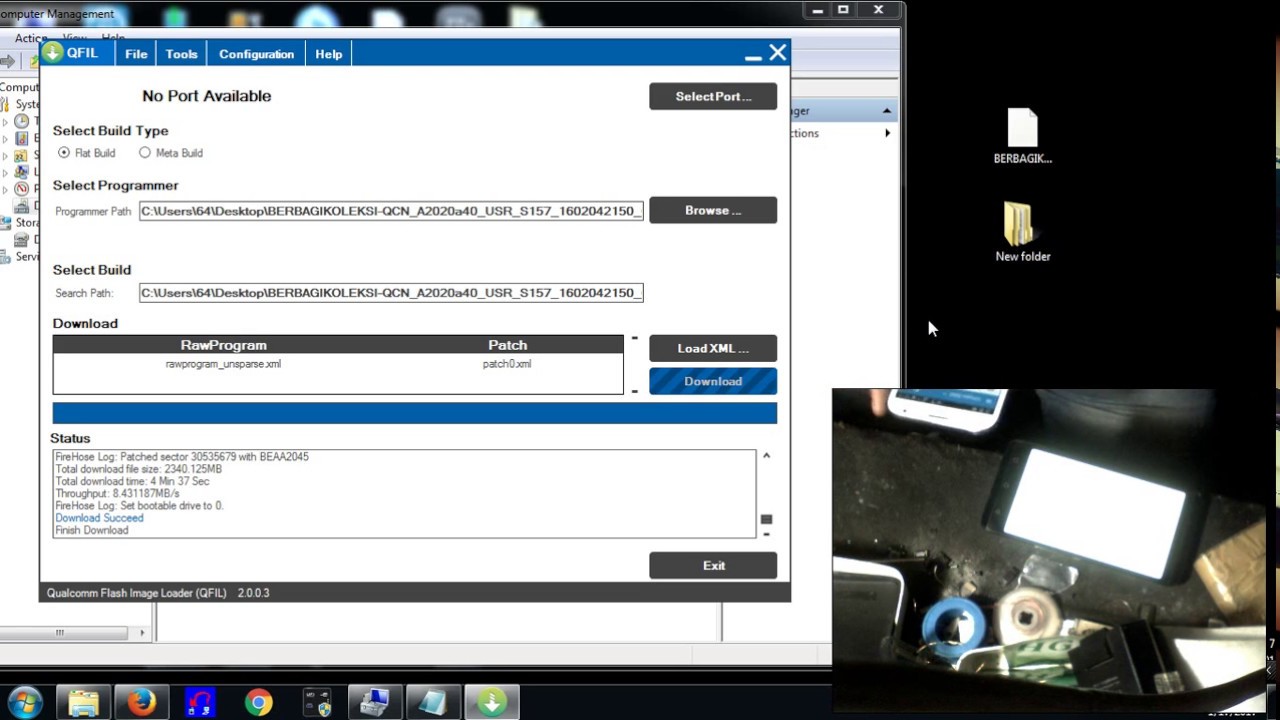 omputer Management
Action View Help
QFIL File Tools Configuration Help
No Port Available
Select Port ...
Select Build Type
Flat Build Meta Build
Select Programmer
Programmer Path C:\Users\64\Desktop\BERBAGIKOLEKSI-QCN_A2020a40_USR_S157_1602042150_
Browse ...
Select Build
Search Path: C:\Users\64\Desktop\BERBAGIKOLEKSI-QCN_A2020a40_USR_S157_1602042150_
Download
RawProgram Patch
rawprogram_unsparse.xml patch0.xml
Load XML ...
Download
Status
FireHose Log: Patched sector 30535679 with BEAA2045
Total download file size: 2340.125MB
Total download time: 4 Min 37 Sec
Throughput: 8.431187MB/s
FireHose Log: Set bootable drive to 0.
Download Succeed
Finish Download
Exit
Qualcomm Flash Image Loader (QFIL) 2.0.0.3
Comput
Syste
Stora
Servi
ager
ctions
BERBAGIK...
New folder